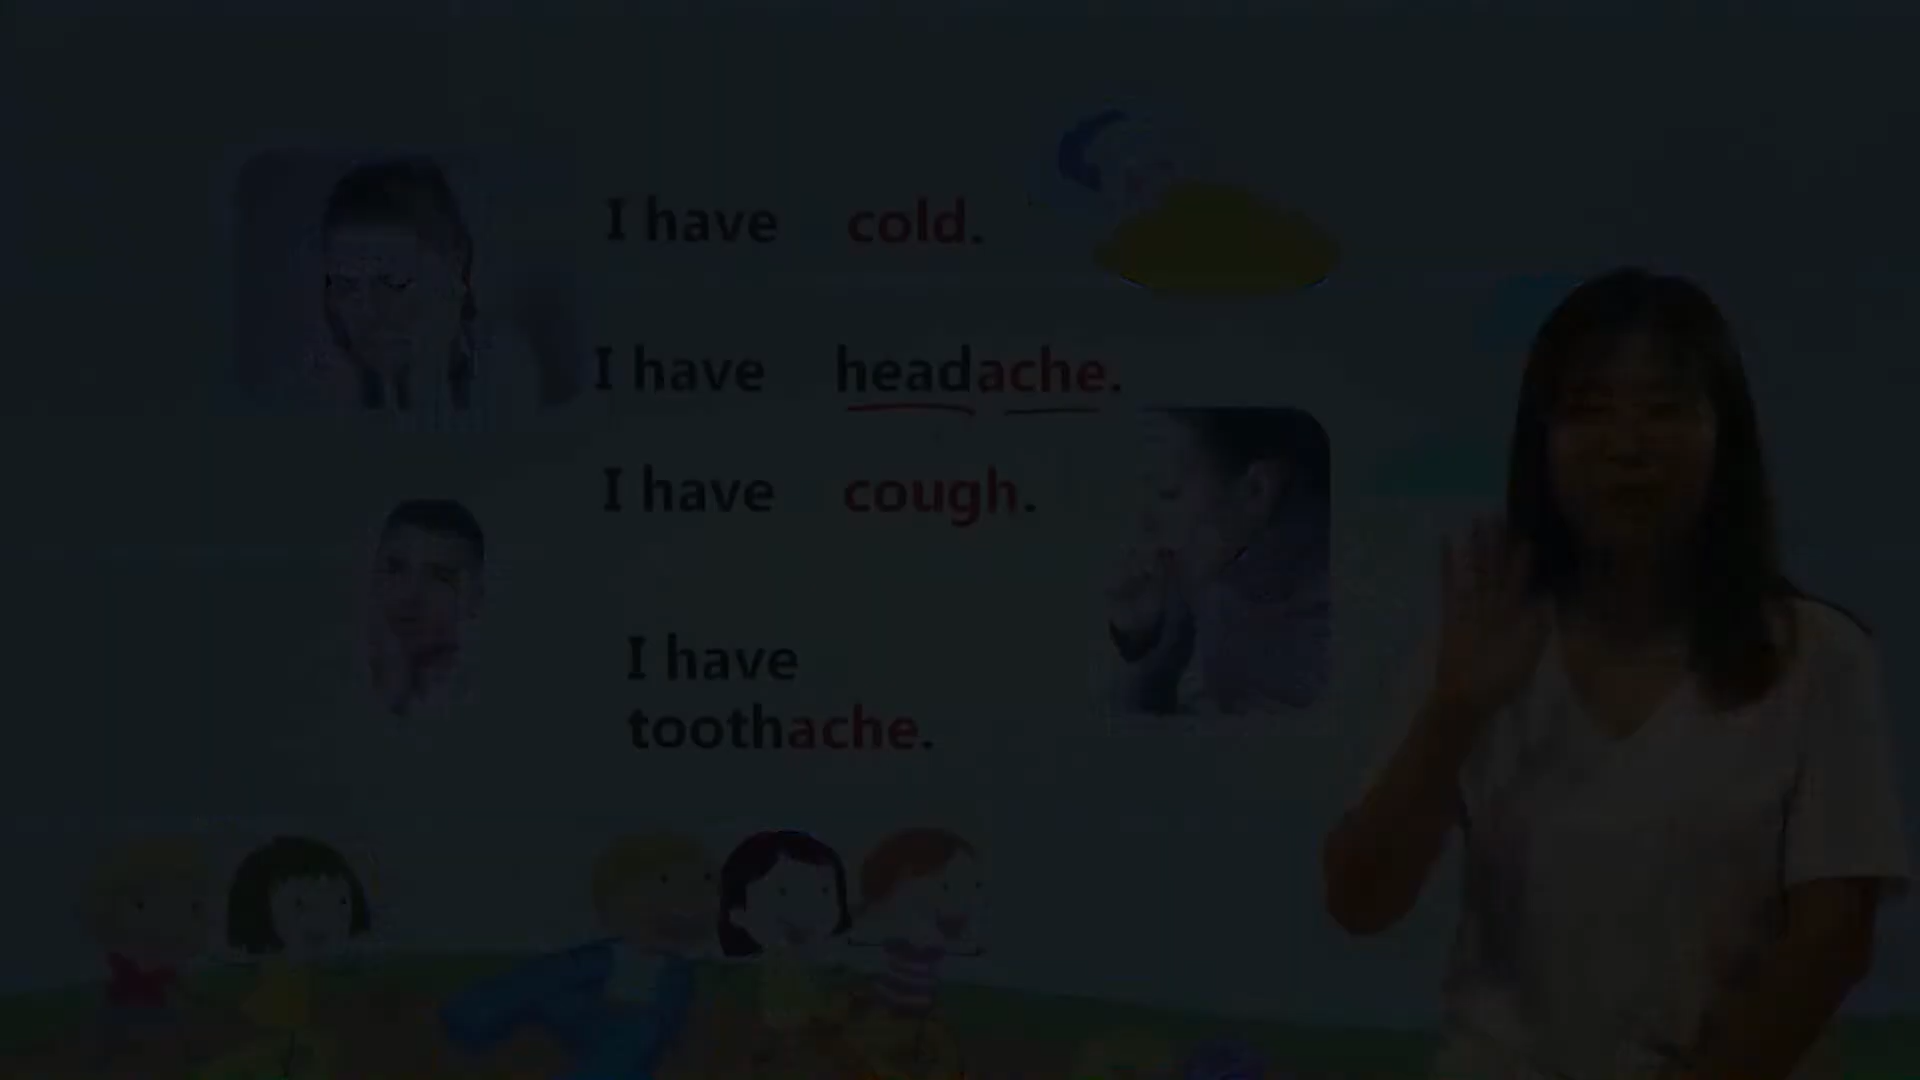 I have cold.
I have headache.
I have cough.
I have
toothache.